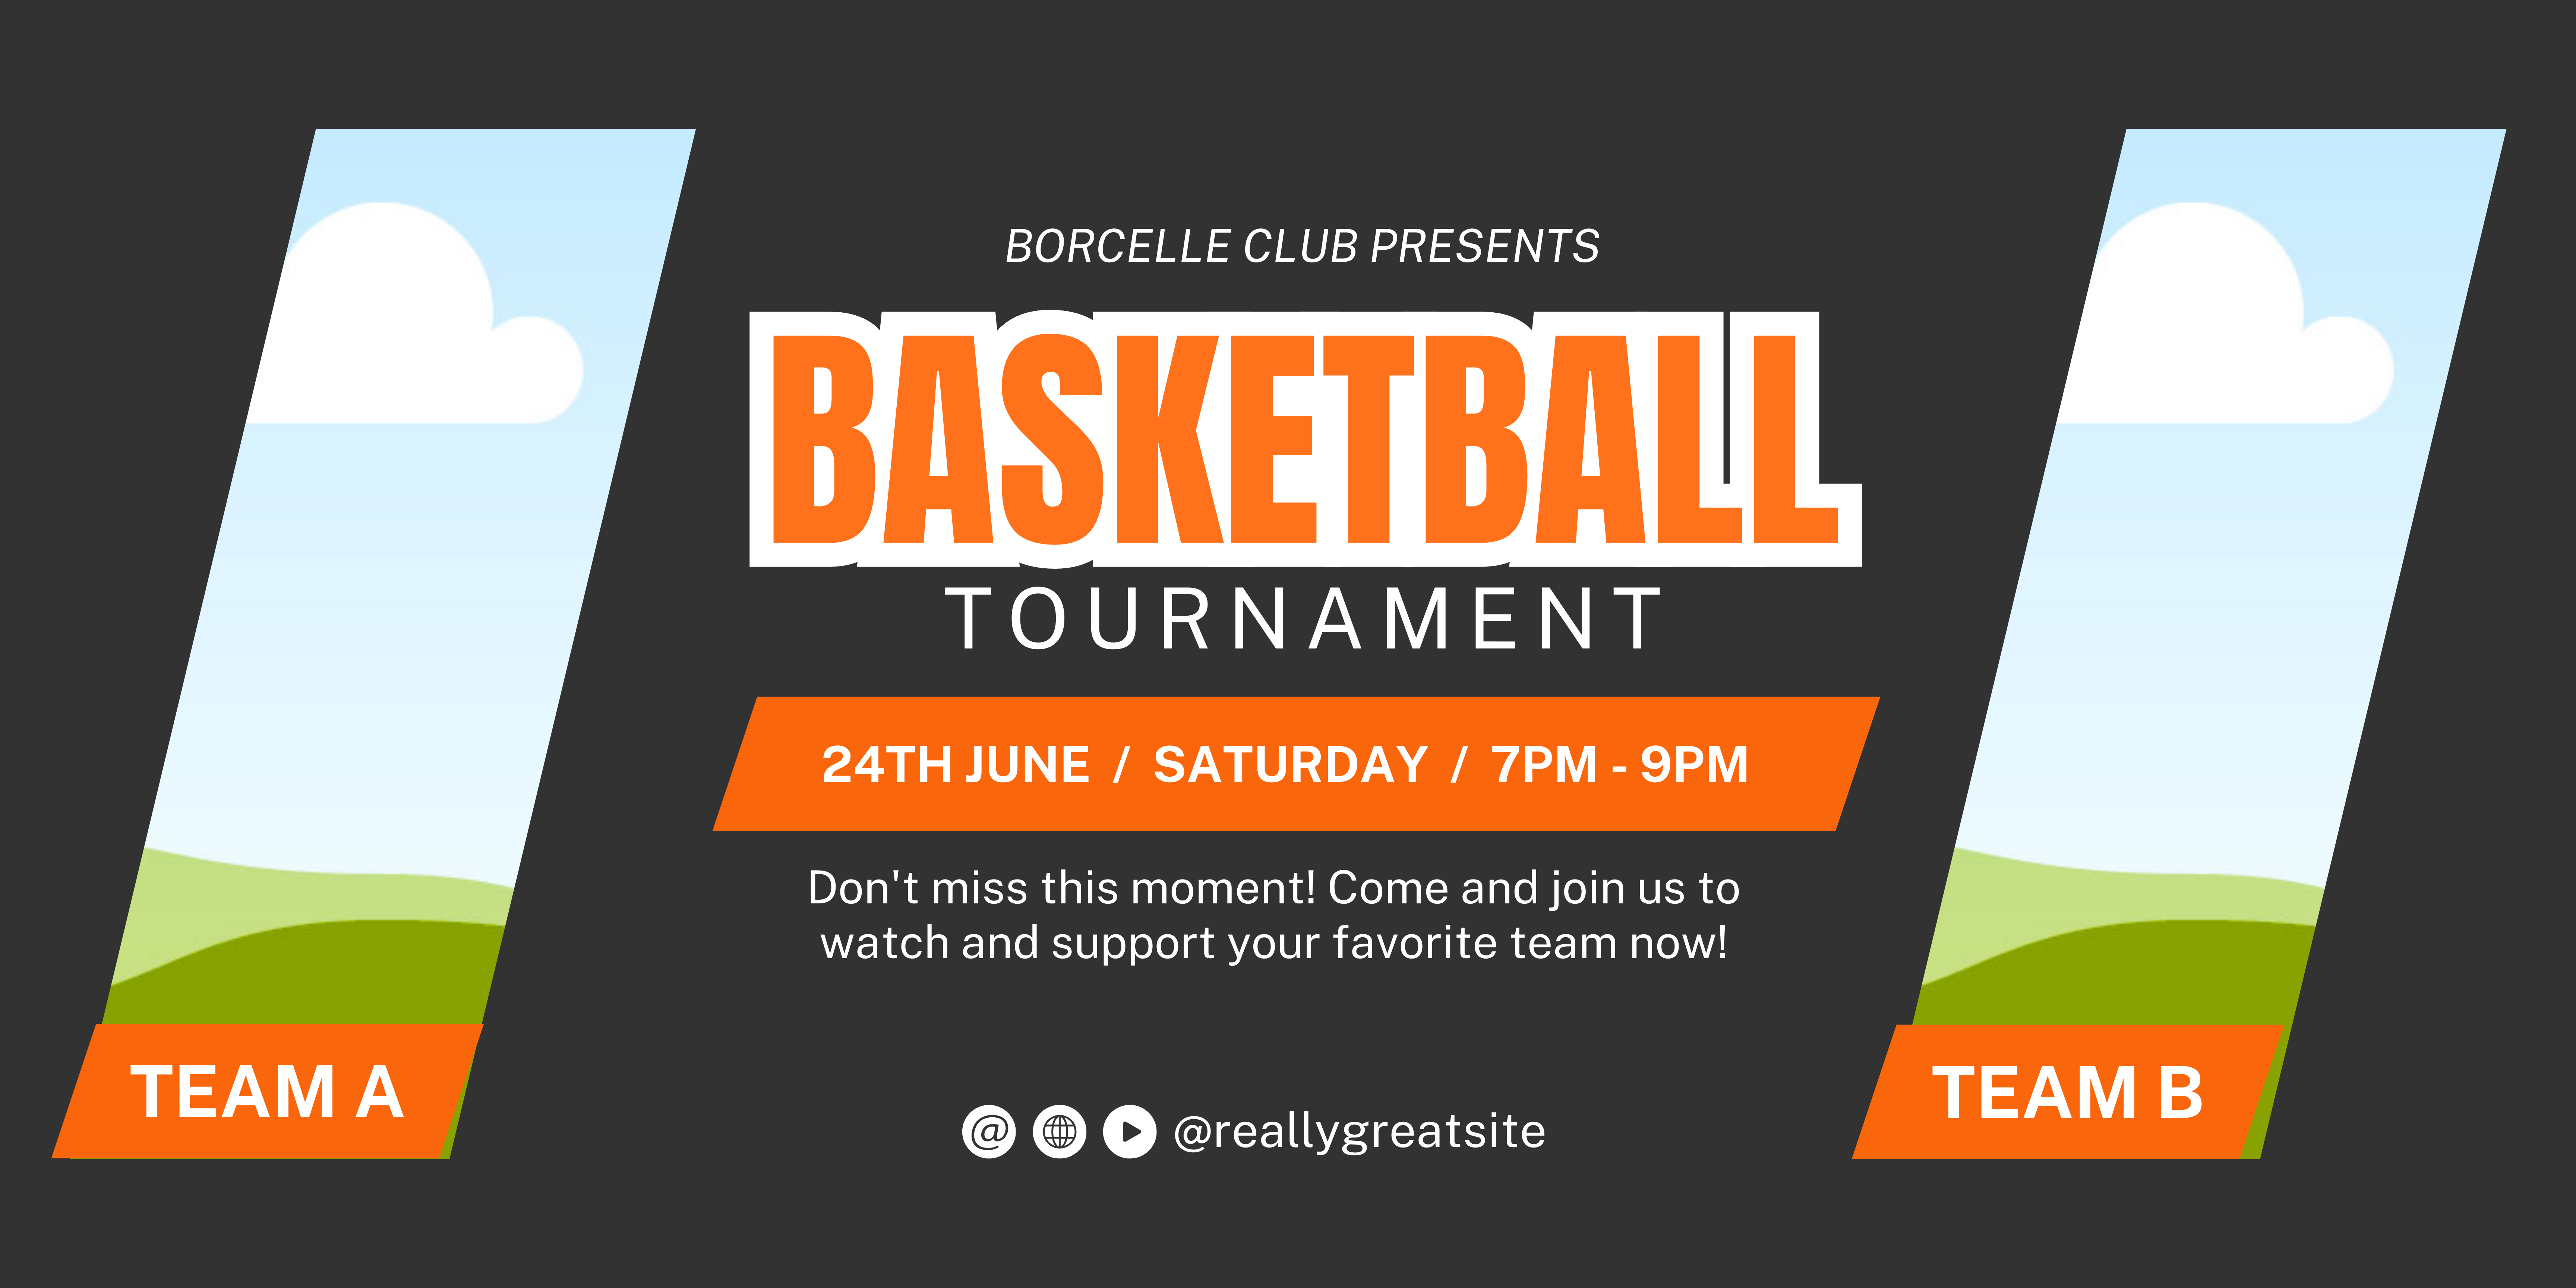 BORCELLE CLUB PRESENTS
BASKETBALL
TOURNAMENT
24TH JUNE / SATURDAY / 7PM - 9PM
Don't miss this moment! Come and join us to
watch and support your favorite team now!
TEAM A
TEAM B
@ @reallygreatsite